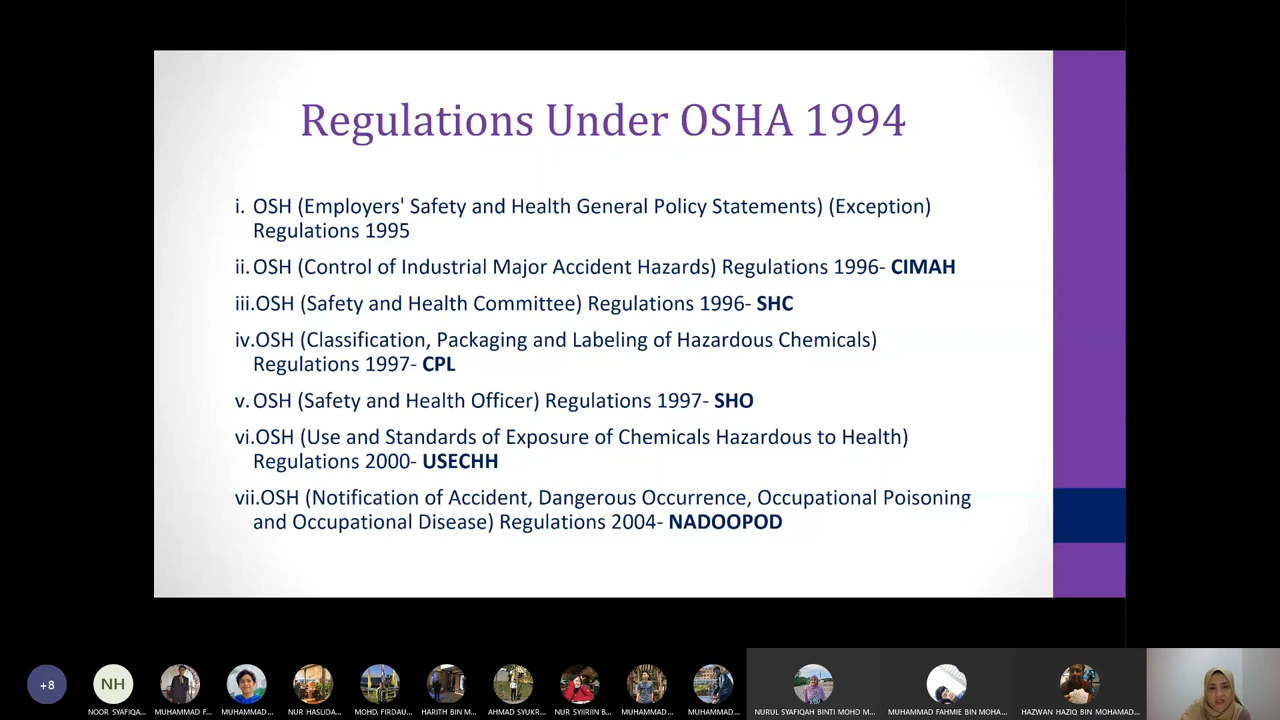 Regulations Under OSHA 1994
i. OSH (Employers' Safety and Health General Policy Statements) (Exception)
Regulations 1995
ii. OSH (Control of Industrial Major Accident Hazards) Regulations 1996- CIMAH
iii.OSH (Safety and Health Committee) Regulations 1996- SHC
iv.OSH (Classification, Packaging and Labeling of Hazardous Chemicals)
Regulations 1997- CPL
v. OSH (Safety and Health Officer) Regulations 1997- SHO
vi.OSH (Use and Standards of Exposure of Chemicals Hazardous to Health)
Regulations 2000- USECHH
vii.OSH (Notification of Accident, Dangerous Occurrence, Occupational Poisoning
and Occupational Disease) Regulations 2004- NADOOPOD
+8
NH
NOOR SYAFIQA...
MUHAMMAD F...
MUHAMMAD ...
NUR HASLIDA...
MOHD. FIRDAU...
HARITH BIN M...
AHMAD SYUKR...
NUR SYIRIIN B...
MUHAMMAD...
MUHAMMAD...
NURUL SYAFIQAH BINTI MOHD M...
MUHAMMAD FAHMIE BIN MOHA...
HAZWAN HAZIQ BIN MOHAMAD...